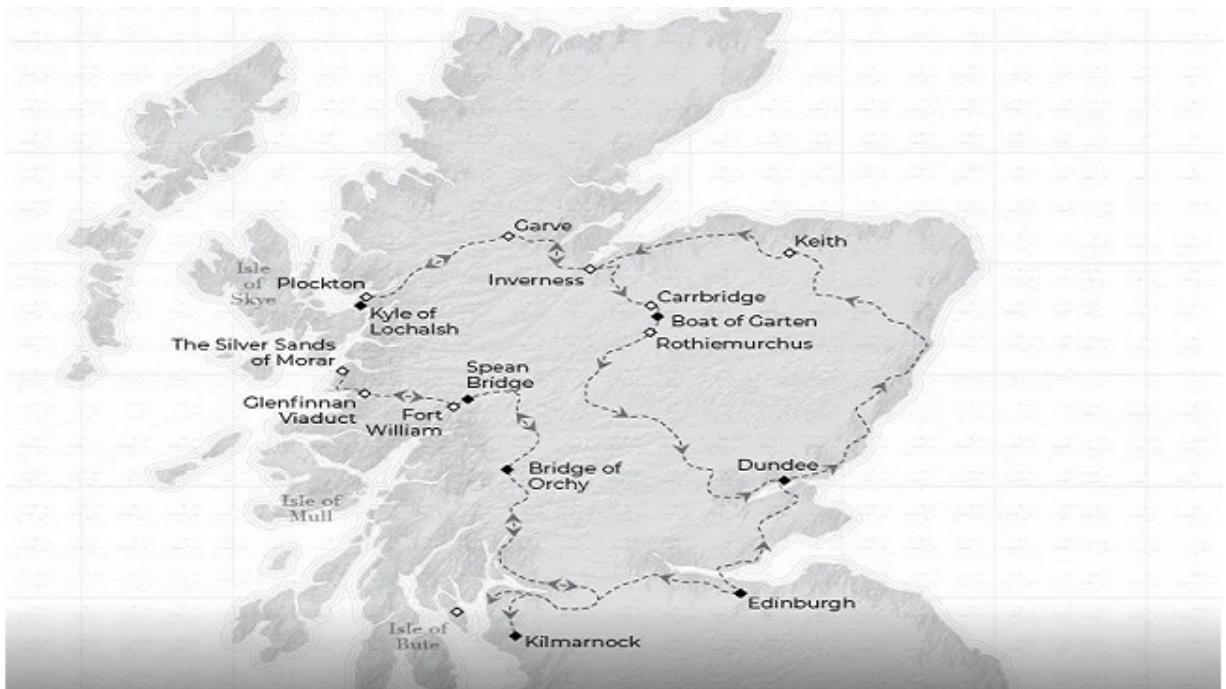 Garve
Keith
Inverness
Isle
of
Skye
Plockton
Carrbridge
Kyle of
Lochalsh
Boat of Garten
Rothiemurchus
The Silver Sands
of Morar
Spean
Bridge
Glenfinnan
Viaduct
Fort
William
Bridge of
Orchy
Dundee
Isle of
Mull
Edinburgh
Isle of
Bute
Kilmarnock